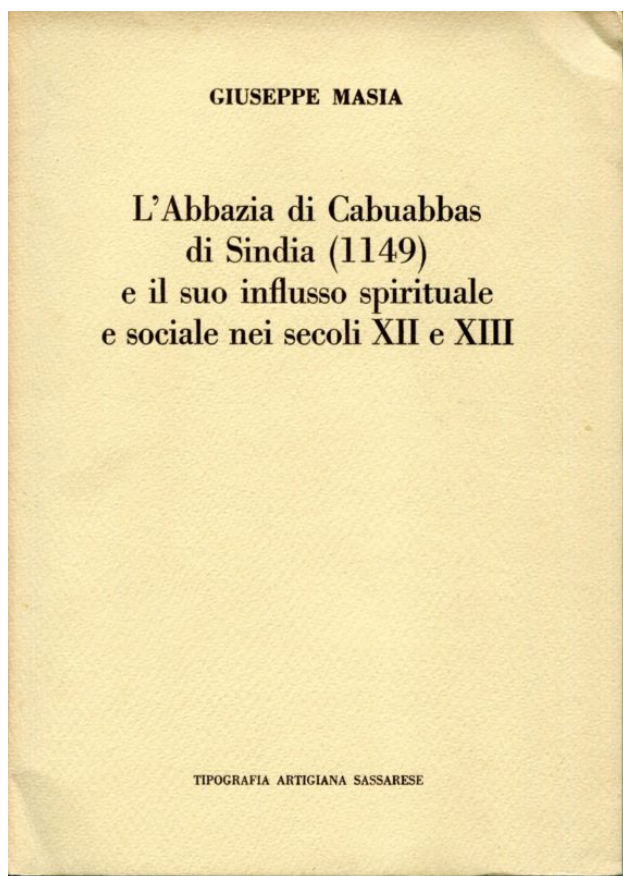 GIUSEPPE MASIA
L'Abbazia di Cabuabbas
di Sindia (1149)
e il suo influsso spirituale
e sociale nei secoli XII e XIII
TIPOGRAFIA ARTIGIANA SASSARESE